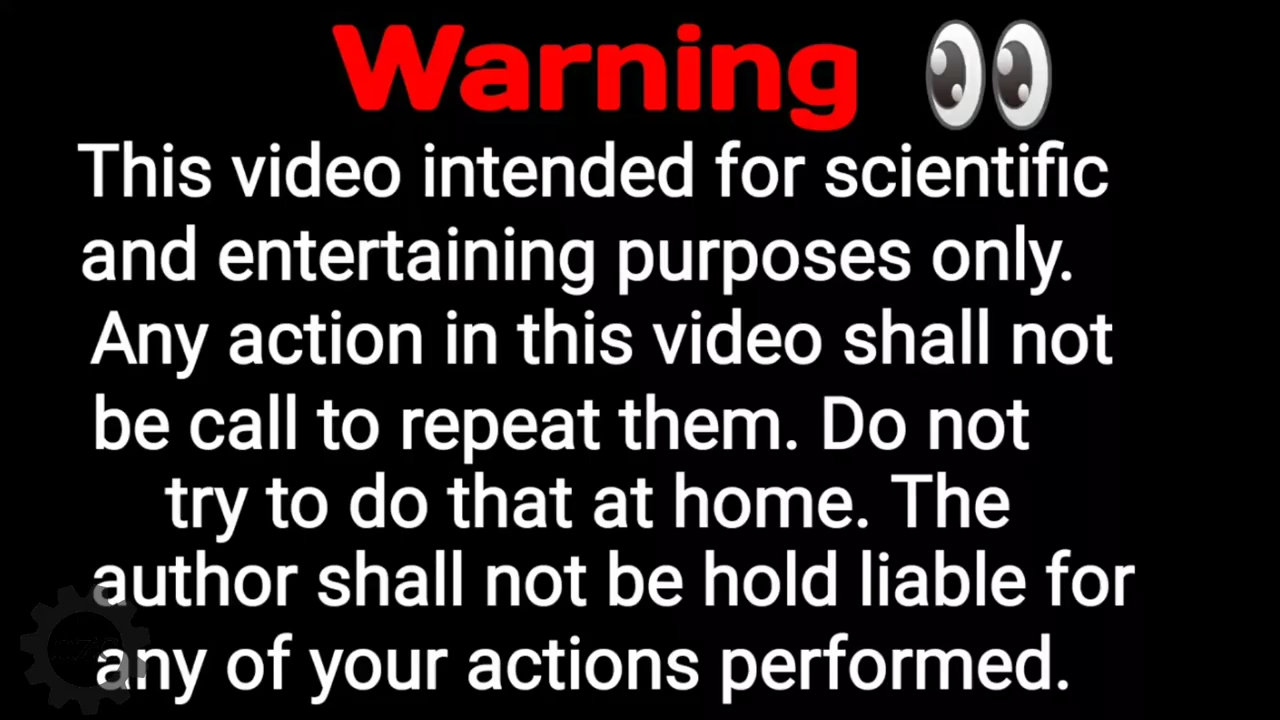 Warning 👀
This video intended for scientific
and entertaining purposes only.
Any action in this video shall not
be call to repeat them. Do not
try to do that at home. The
author shall not be hold liable for
any of your actions performed.